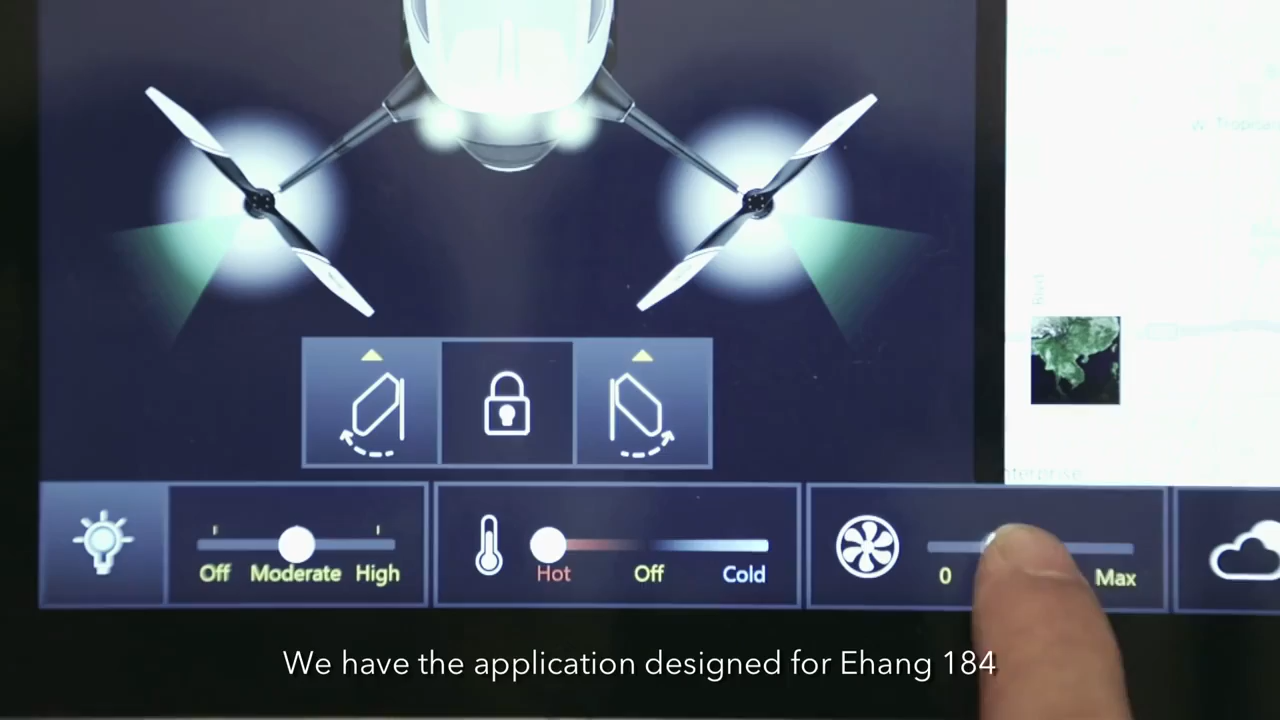 Off Moderate High
Hot Off Cold
0 Max
We have the application designed for Ehang 184